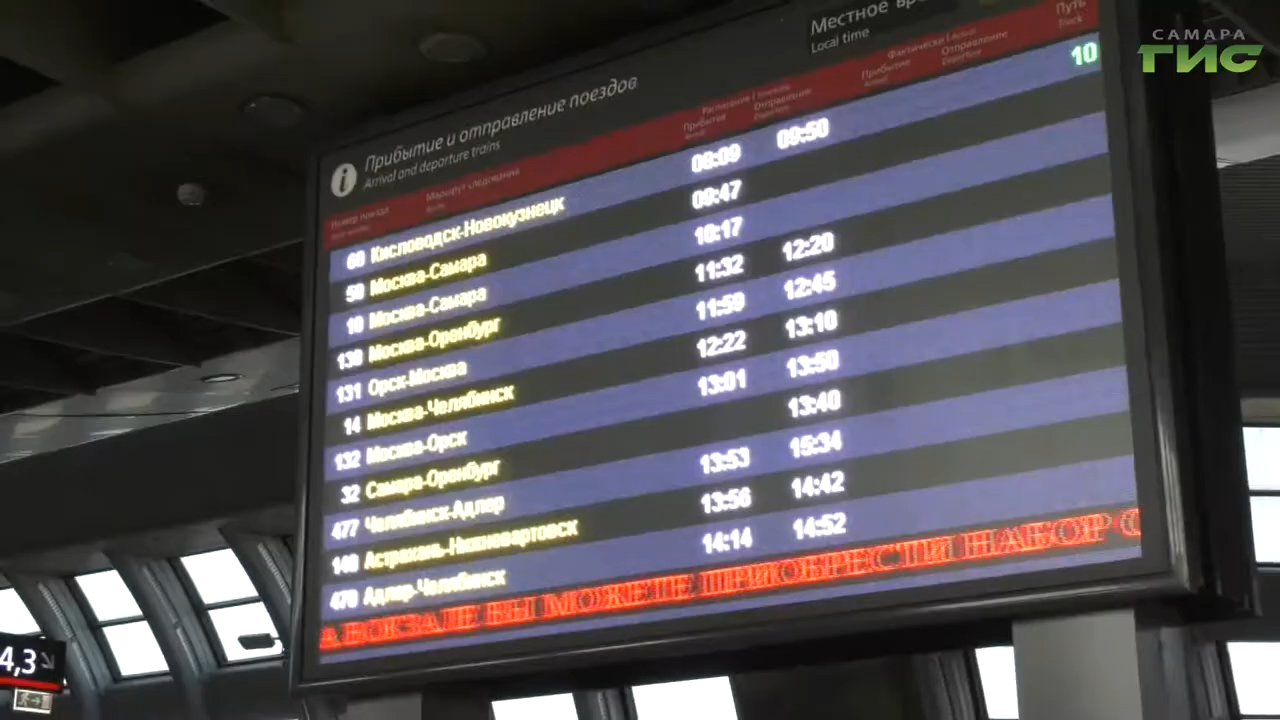 САМАРА
ГИС
Местное
Local time
Прибытие и отправление поездов
Arrival and departure trains
Путь
Track
Фактически
Расписание
Прибытие Отправление Прибытие Отправление
Номер поезда Маршрут следования
60 Кисловодск-Новокузнецк 08:09 09:50 10
50 Москва-Самара 09:47
10 Москва-Самара 10:17
130 Москва-Оренбург 11:32 12:20
131 Орск-Москва 11:59 12:45
14 Москва-Челябинск 12:22 13:10
132 Москва-Орск 13:01 13:50
32 Самара-Оренбург 13:40
477 Челябинск-Адлер 13:53 15:34
140 Астрахань-Нижневартовск 13:56 14:42
470 Адлер-Челябинск 14:14 14:52
ВОКЗАЛЕ ВЫ МОЖЕТЕ ПРИОБРЕСТИ НАБОР
4,3